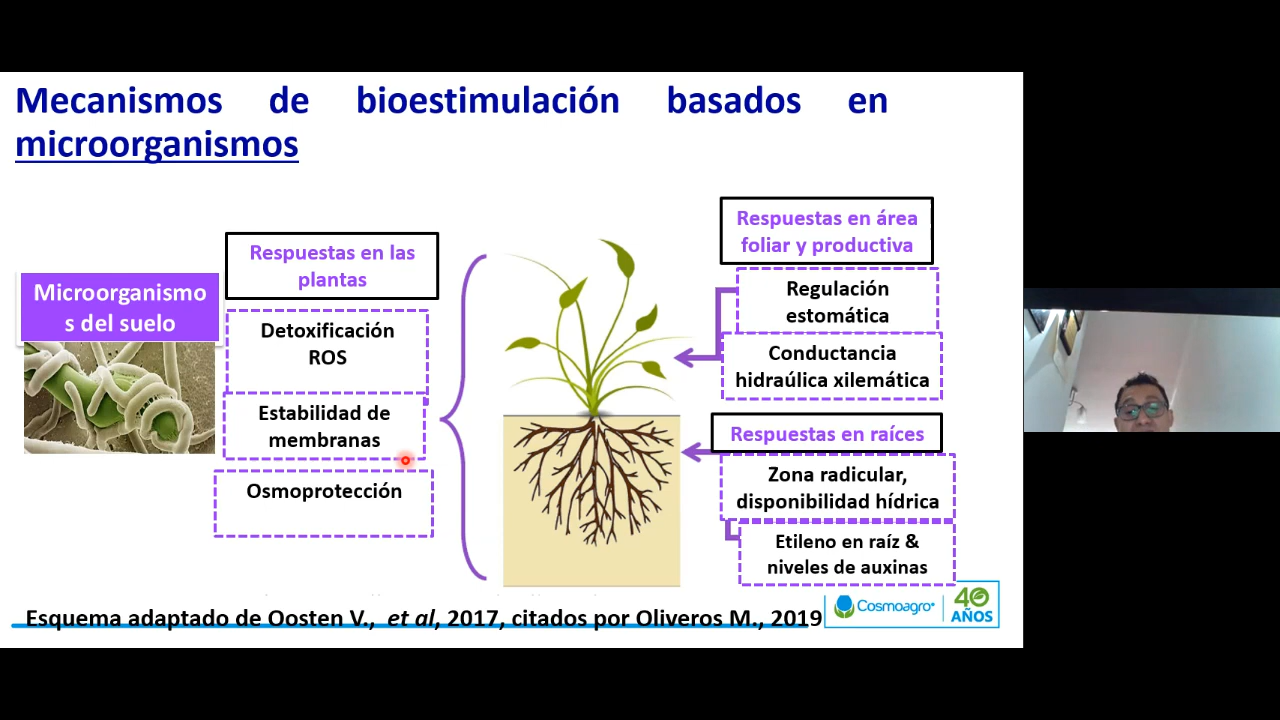 Mecanismos de bioestimulación basados en
microorganismos
Microorganismo
s del suelo
Respuestas en las
plantas
Detoxificación
ROS
Estabilidad de
membranas
Osmoprotección
Respuestas en área
foliar y productiva
Regulación
estomática
Conductancia
hidraúlica xilemática
Respuestas en raíces
Zona radicular,
disponibilidad hídrica
Etileno en raíz &
niveles de auxinas
Esquema adaptado de Oosten V., et al, 2017, citados por Oliveros M., 2019
Cosmoagro
40
AÑOS